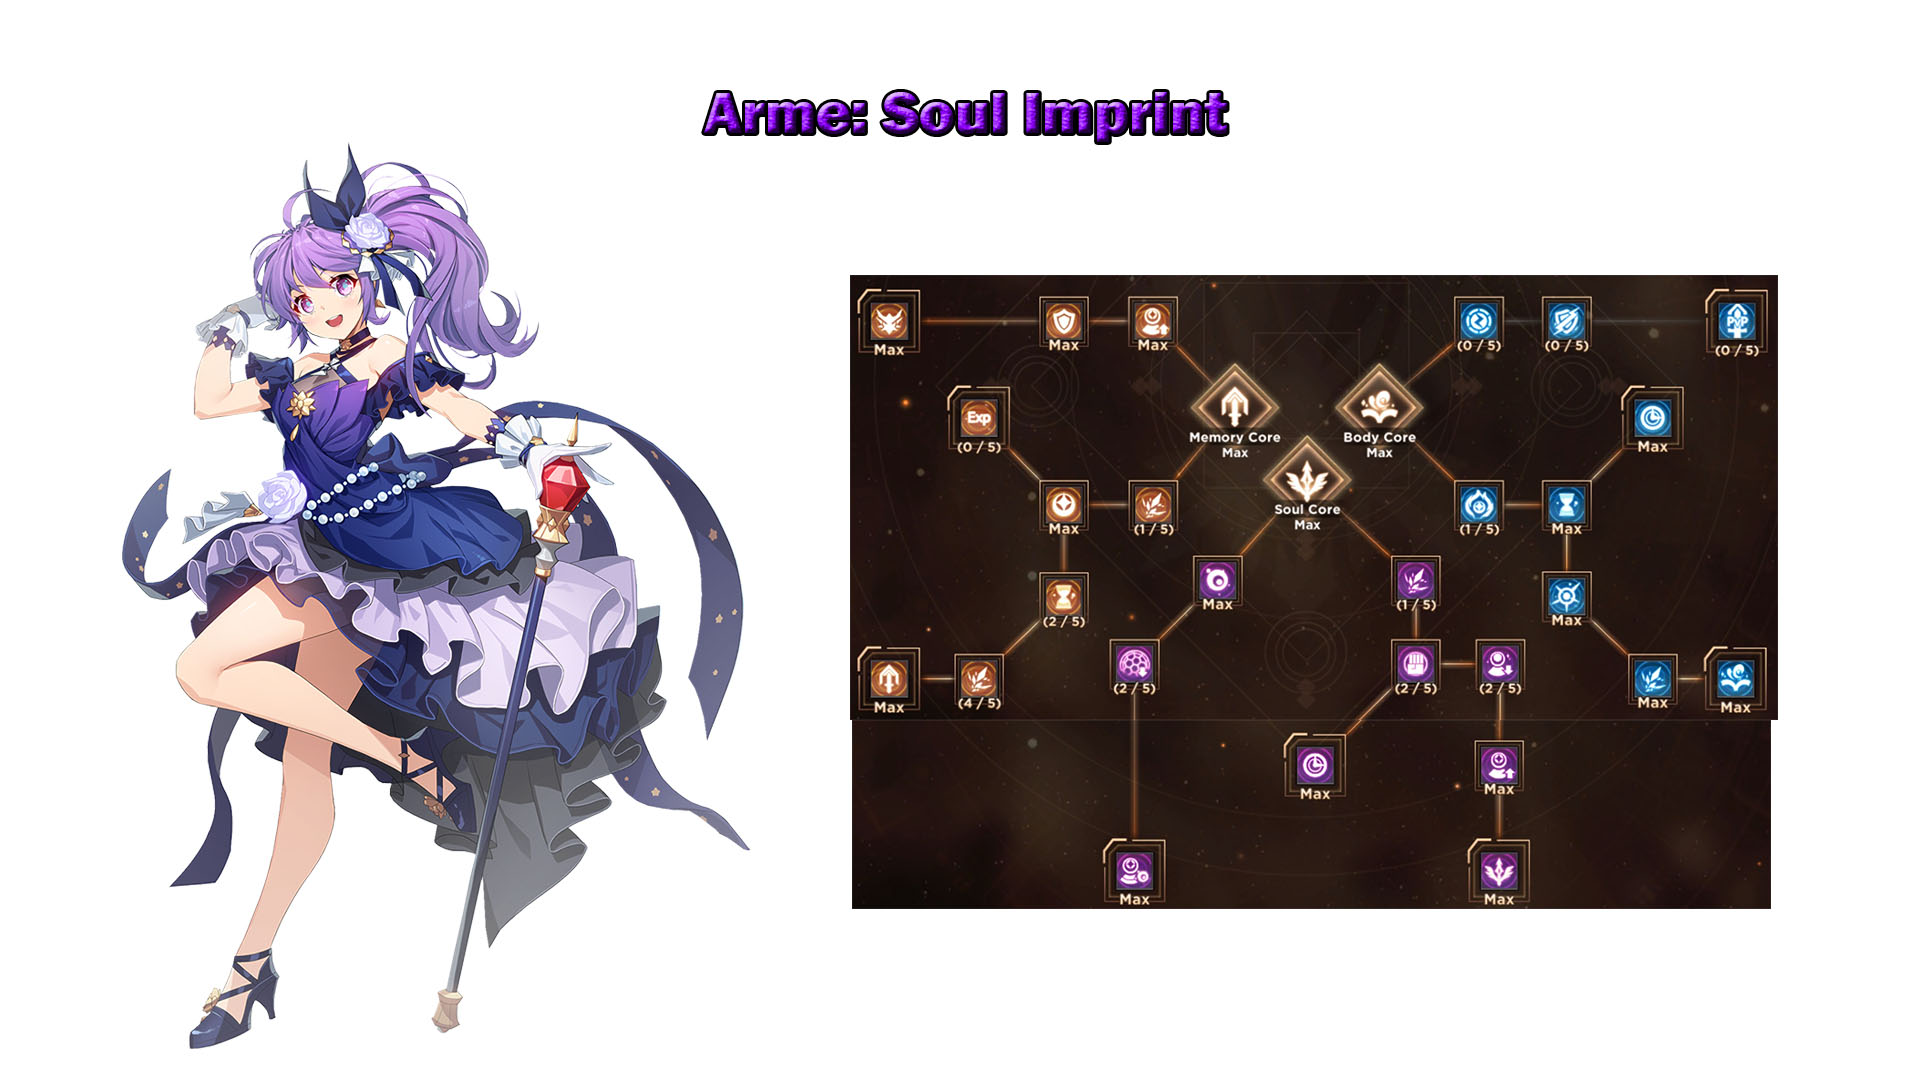 Arme: Soul Imprint
Max
Max
Max
(0 / 5)
(0 / 5)
PVP
(0 / 5)
Exp
(0 / 5)
Memory Core
Max
Body Core
Max
Max
Soul Core
Max
Max
(1 / 5)
(1 / 5)
Max
Max
(1 / 5)
(2 / 5)
Max
Max
(4 / 5)
(2 / 5)
(2 / 5)
(2 / 5)
Max
Max
Max
Max
Max
Max